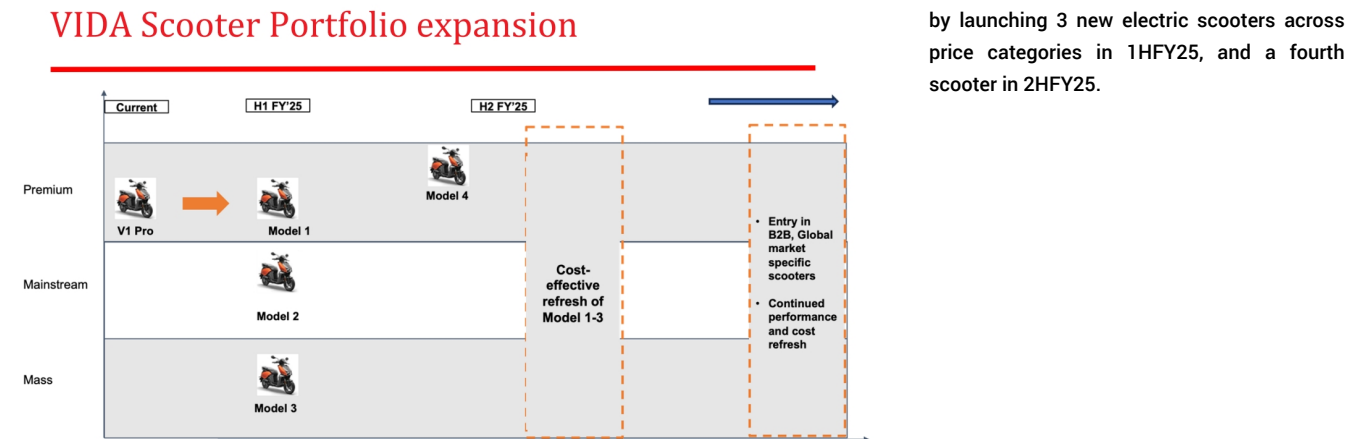 VIDA Scooter Portfolio expansion
by launching 3 new electric scooters across
price categories in 1HFY25, and a fourth
scooter in 2HFY25.
Current
H1 FY'25
H2 FY'25
Premium
V1 Pro
Model 1
Model 4
Mainstream
Model 2
Mass
Model 3
Cost-
effective
refresh of
Model 1-3
• Entry in
B2B, Global
market
specific
scooters
• Continued
performance
and cost
refresh